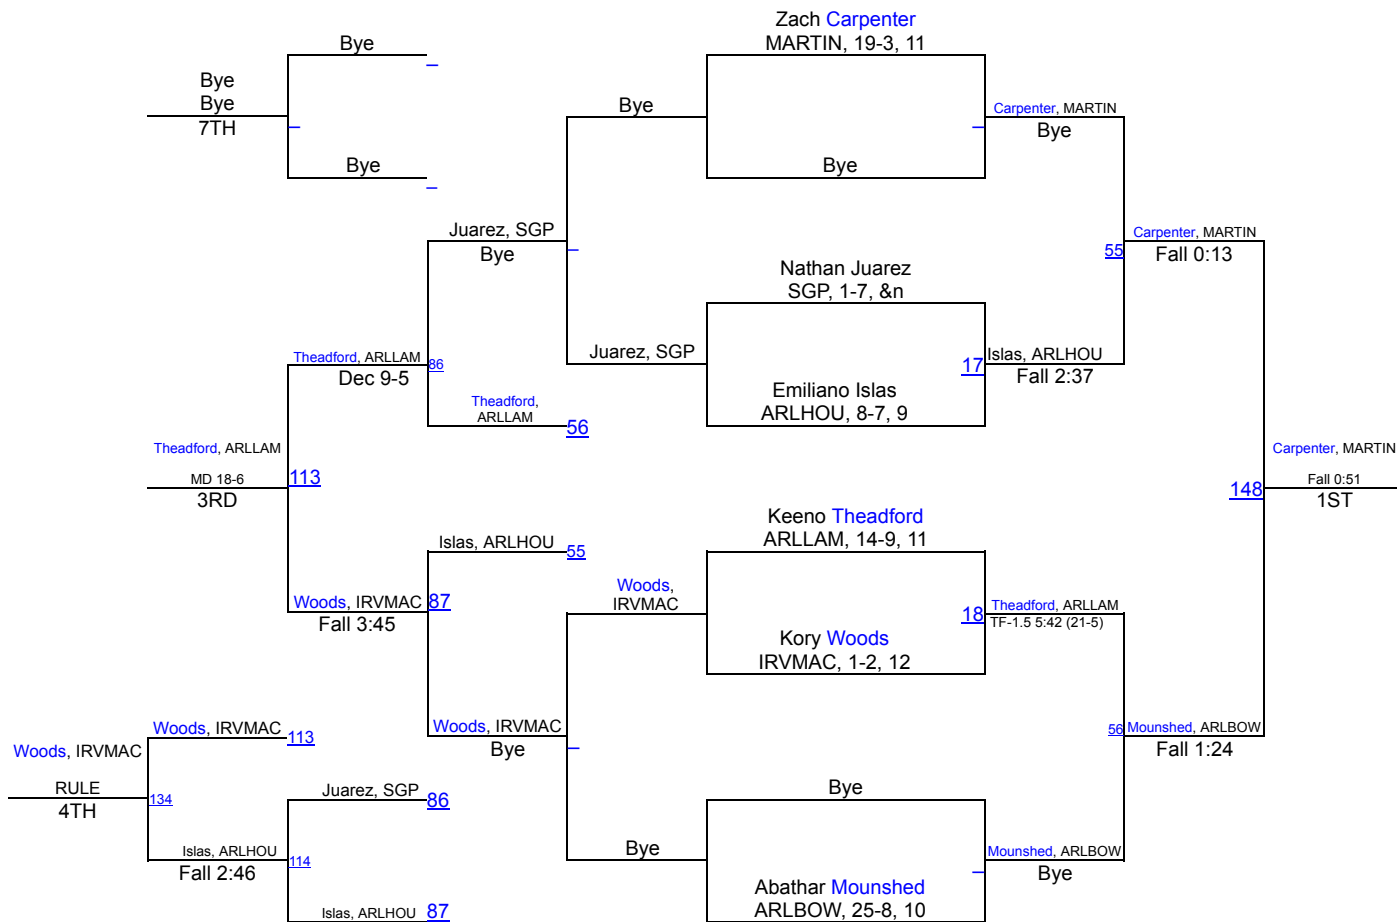 Zach Carpenter
MARTIN, 19-3, 11
Bye
Bye
Bye
7TH
_
_
Bye
_
Bye
_
Carpenter, MARTIN
Bye
Bye
Juarez, SGP
Bye
_
Nathan Juarez
SGP, 1-7, &n
55
Carpenter, MARTIN
Fall 0:13
Theadford, ARLLAM
Dec 9-5
86
Juarez, SGP
17
Islas, ARLHOU
Fall 2:37
Emiliano Islas
ARLHOU, 8-7, 9
Theadford,
ARLLAM
56
Theadford, ARLLAM
MD 18-6
3RD
113
148
Carpenter, MARTIN
Fall 0:51
1ST
Keeno Theadford
ARLLAM, 14-9, 11
Islas, ARLHOU
55
Woods, IRVMAC
Fall 3:45
87
Woods,
IRVMAC
18
Theadford, ARLLAM
TF-1.5 5:42 (21-5)
Kory Woods
IRVMAC, 1-2, 12
Woods, IRVMAC
Bye
_
56
Mounshed, ARLBOW
Fall 1:24
Woods, IRVMAC
113
Woods, IRVMAC
RULE
4TH
134
Juarez, SGP
86
Bye
Islas, ARLHOU
Fall 2:46
114
Bye
_
Mounshed, ARLBOW
Bye
Abathar Mounshed
ARLBOW, 25-8, 10
Islas, ARLHOU
87